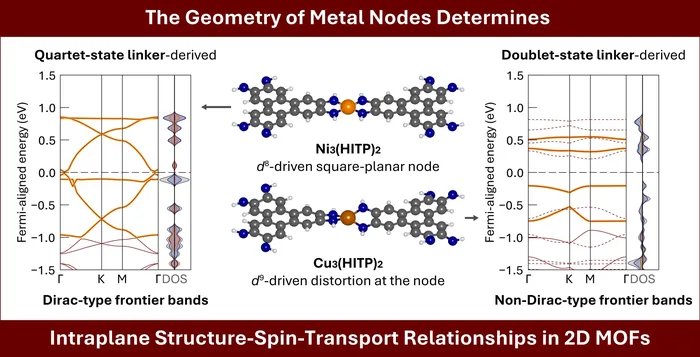 The Geometry of Metal Nodes Determines
Quartet-state linker-derived
Doublet-state linker-derived
1.5
1.0
0.5
0.0
−0.5
−1.0
−1.5
Fermi-aligned energy (eV)
Γ K M Γ DOS
Dirac-type frontier bands
Ni3(HITP)2
d⁸-driven square-planar node
Cu3(HITP)2
d⁹-driven distortion at the node
1.5
1.0
0.5
0.0
−0.5
−1.0
−1.5
Fermi-aligned energy (eV)
Γ K M Γ DOS
Non-Dirac-type frontier bands
Intraplane Structure-Spin-Transport Relationships in 2D MOFs